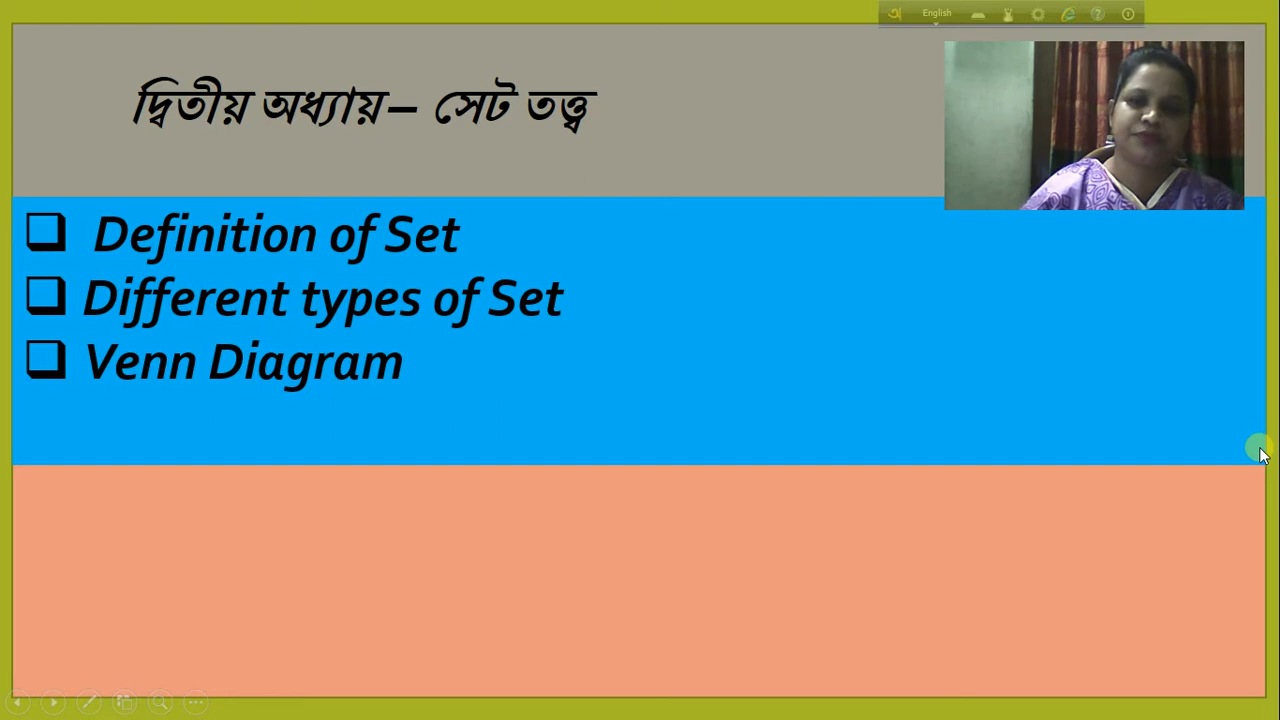 English
দ্বিতীয় অধ্যায় – সেট তত্ত্ব
Definition of Set
Different types of Set
Venn Diagram